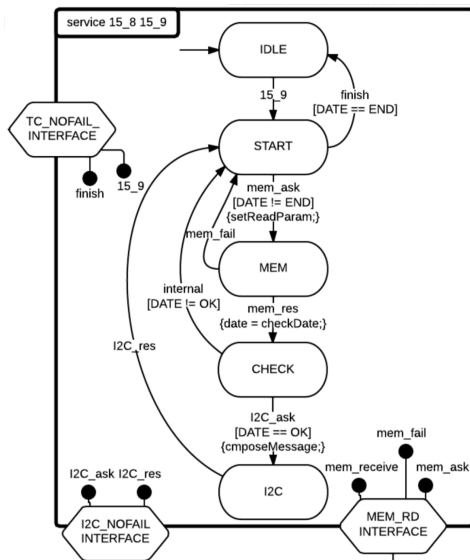 service 15_8 15_9
IDLE
15_9
finish
[DATE == END]
TC_NOFAIL_
INTERFACE
finish
15_9
START
mem_ask
[DATE != END]
{setReadParam;}
mem_fail
MEM
internal
[DATE != OK]
mem_res
{date = checkDate;}
I2C_res
CHECK
I2C_ask
[DATE == OK]
{cmposeMessage;}
I2C
I2C_ask
I2C_res
I2C_NOFAIL
INTERFACE
mem_fail
mem_receive
mem_ask
MEM_RD
INTERFACE